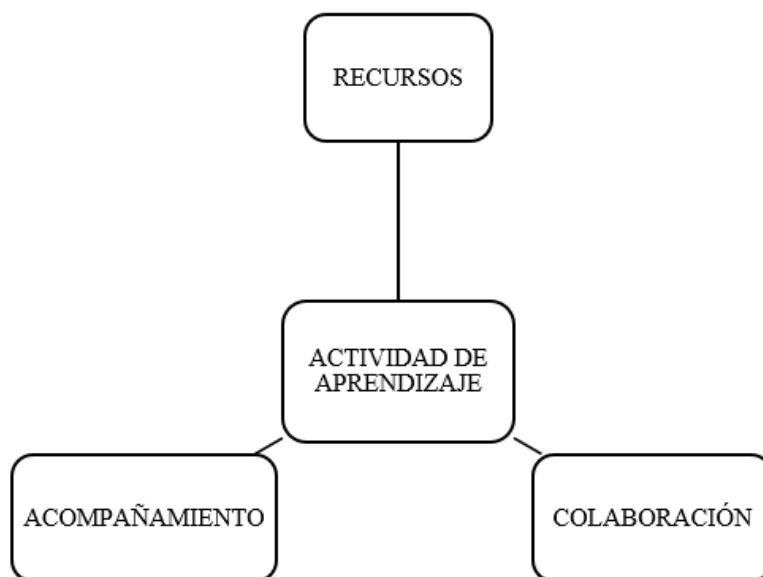 RECURSOS
ACTIVIDAD DE
APRENDIZAJE
ACOMPAÑAMIENTO
COLABORACIÓN